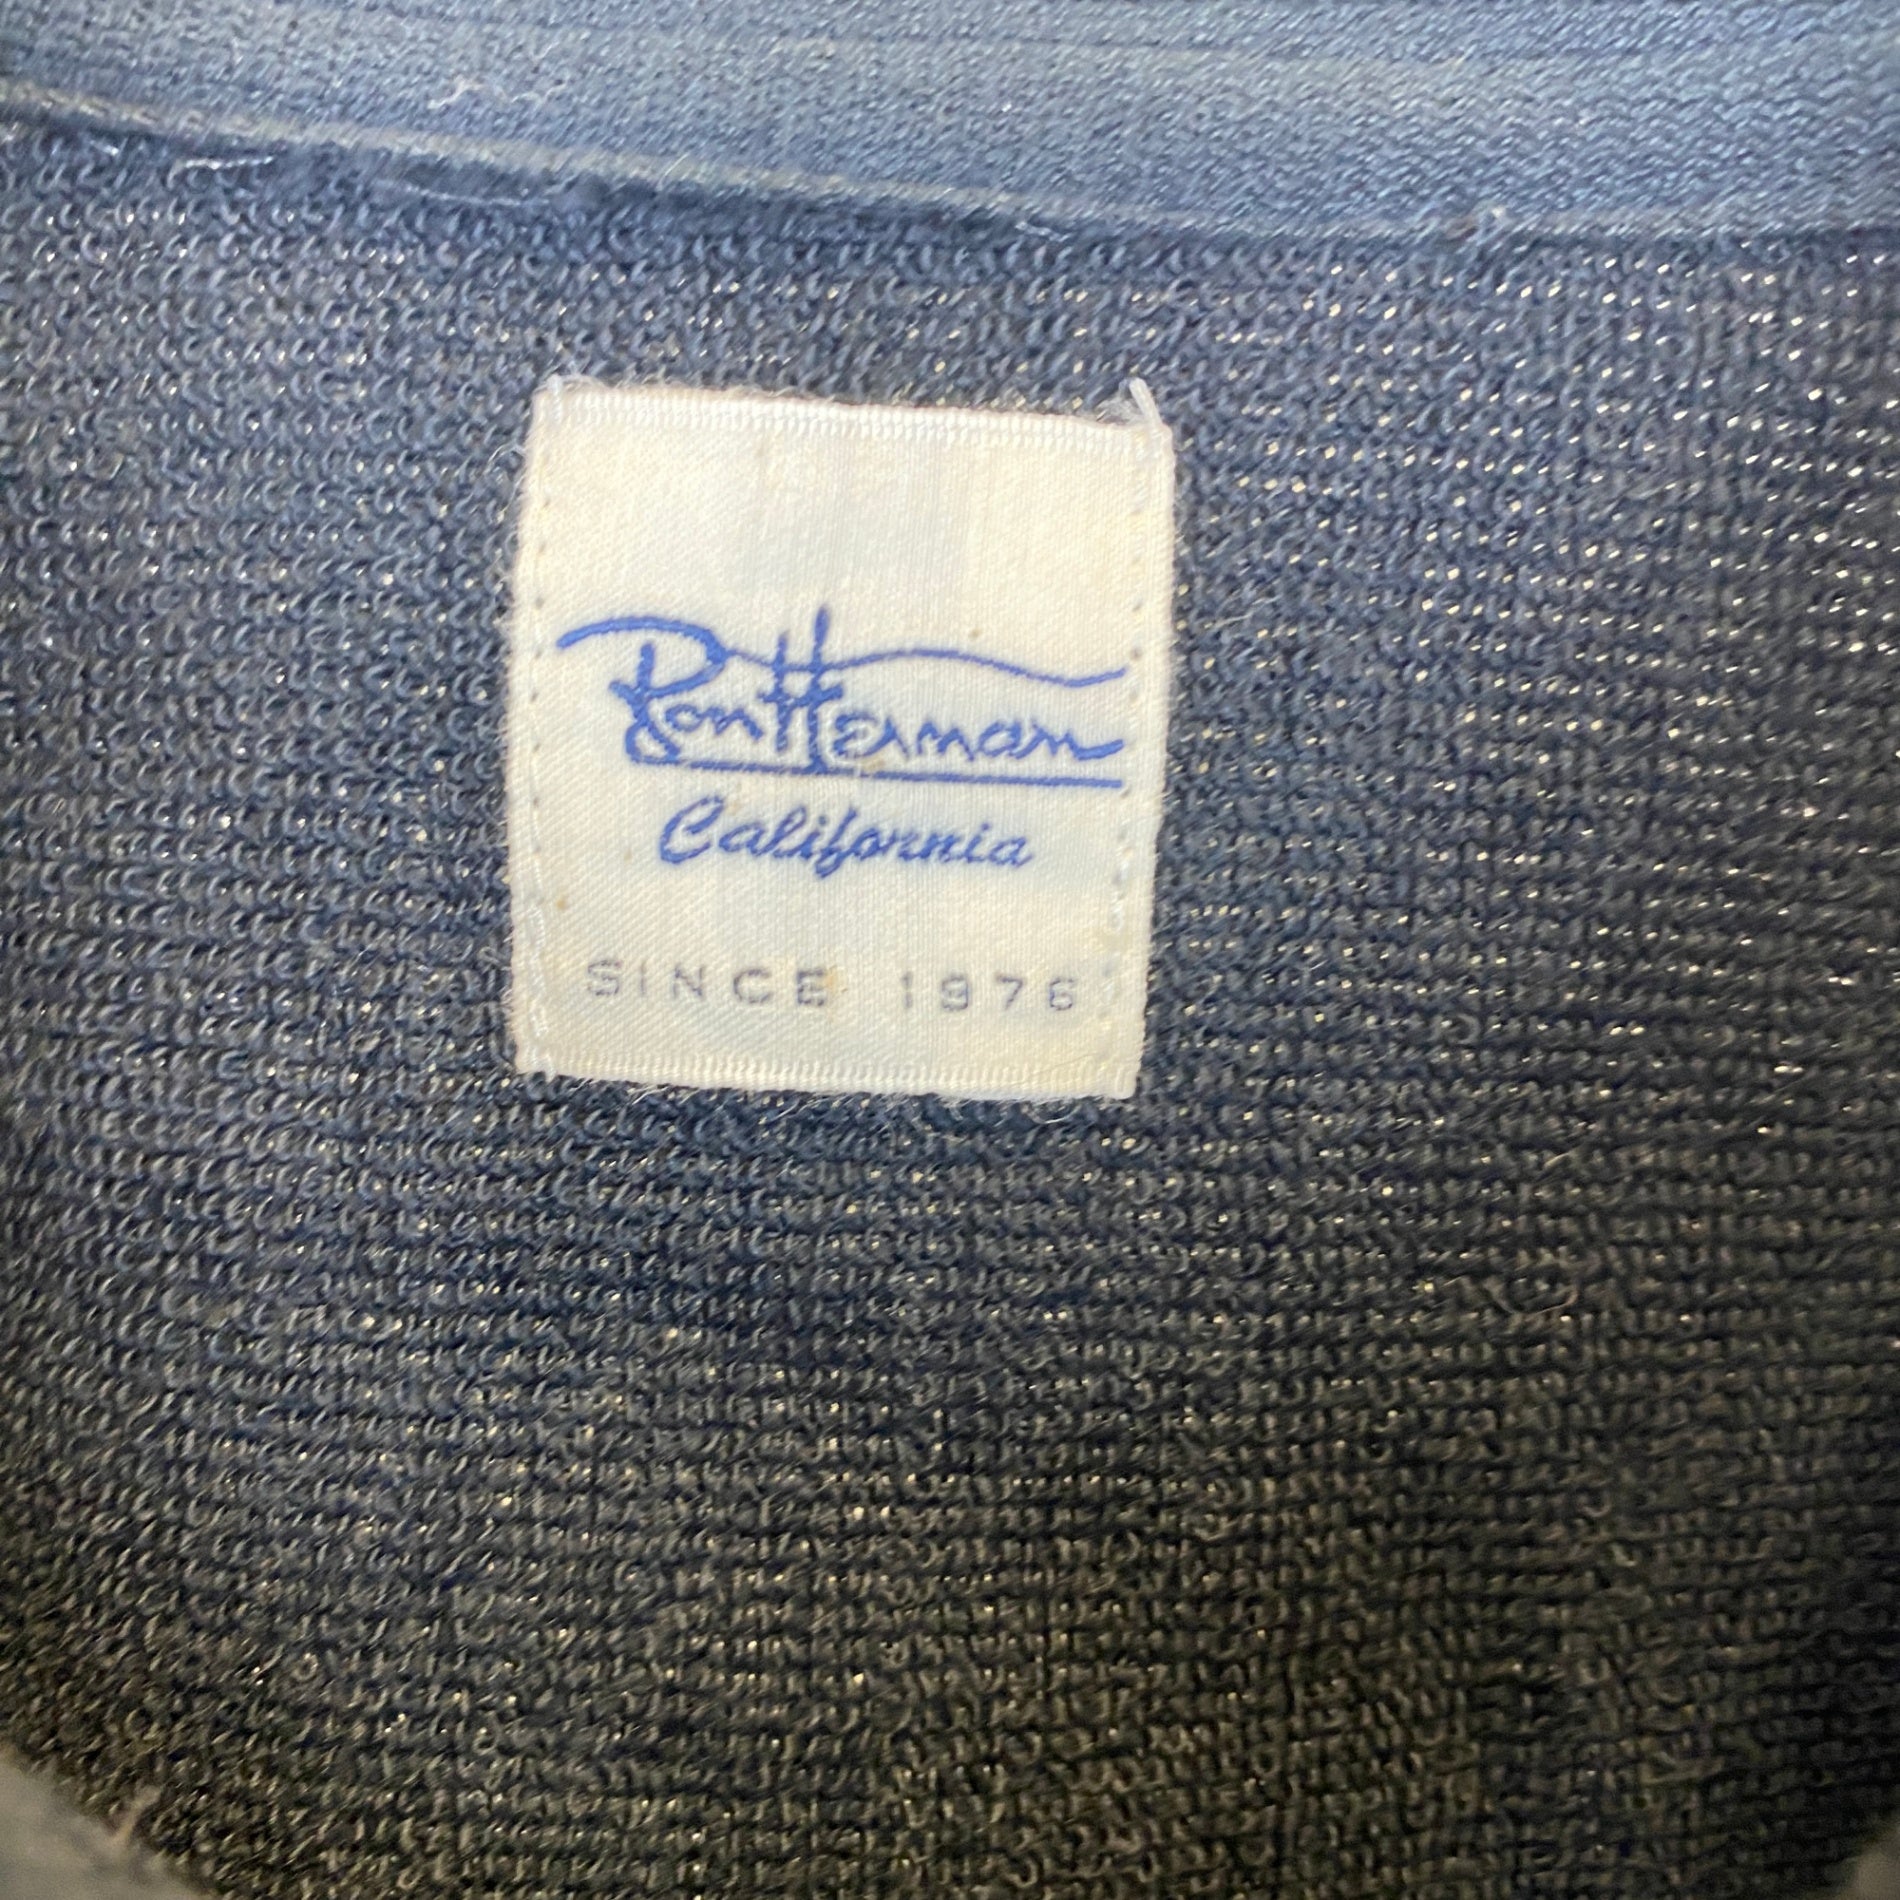 Ron Herman
California
SINCE 1976